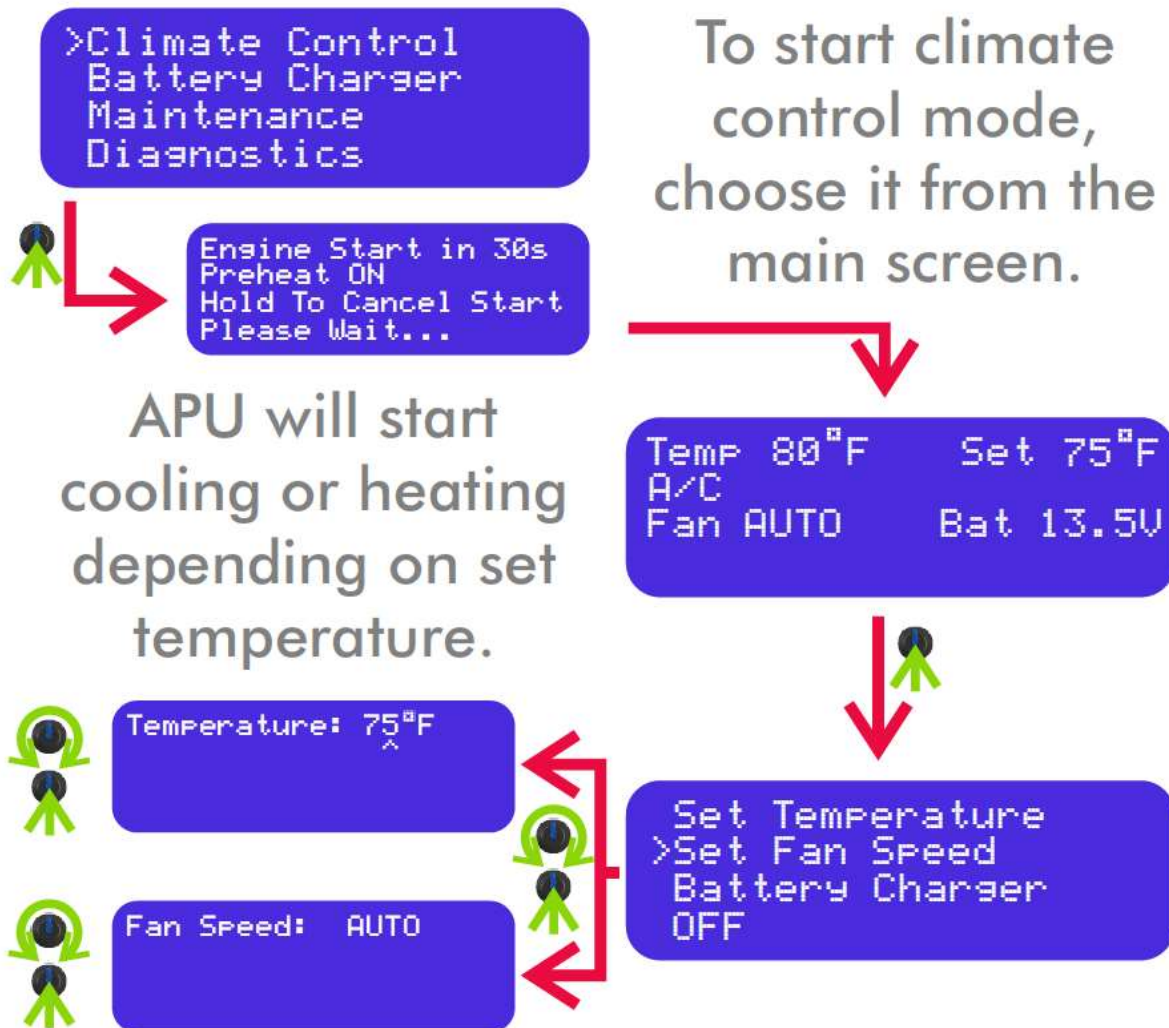 >Climate Control
Battery Charger
Maintenance
Diagnostics
To start climate
control mode,
choose it from the
main screen.
Engine Start in 30s
Preheat ON
Hold To Cancel Start
Please Wait...
APU will start
cooling or heating
depending on set
temperature.
Temp 80°F Set 75°F
A/C
Fan AUTO Bat 13.5V
Temperature: 75°F
^
Set Temperature
>Set Fan Speed
Battery Charger
OFF
Fan Speed: AUTO